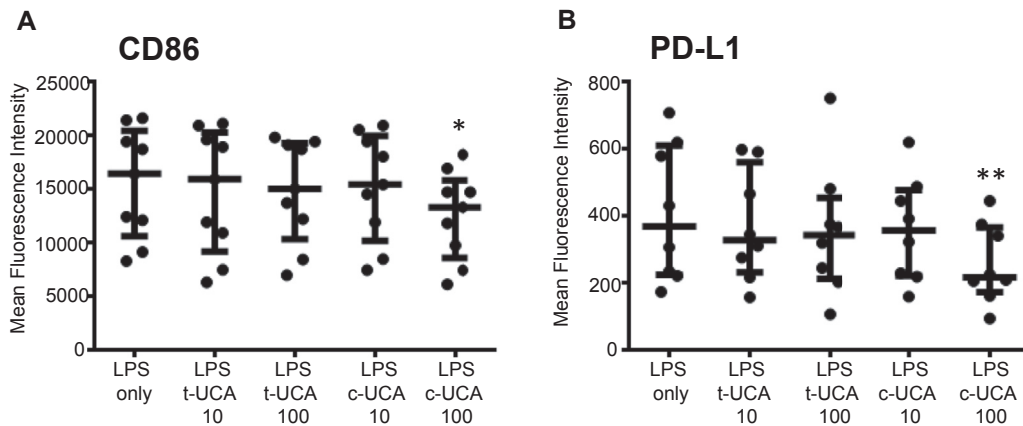 A
CD86
Mean Fluorescence Intensity
25000
20000
15000
10000
5000
0
*
LPS only
LPS t-UCA 10
LPS t-UCA 100
LPS c-UCA 10
LPS c-UCA 100
B
PD-L1
Mean Fluorescence Intensity
800
600
400
200
0
**
LPS only
LPS t-UCA 10
LPS t-UCA 100
LPS c-UCA 10
LPS c-UCA 100